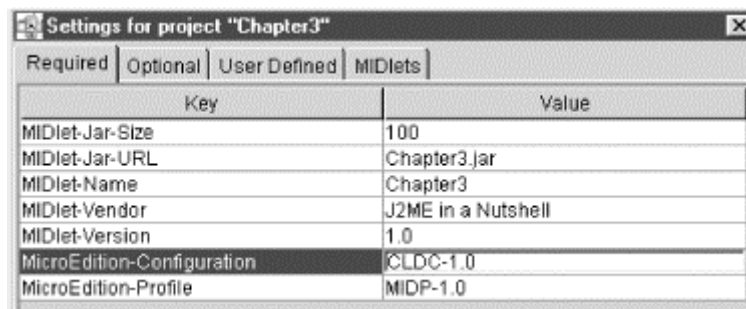 Settings for project "Chapter3"
Required Optional User Defined MIDlets
Key Value
MIDlet-Jar-Size 100
MIDlet-Jar-URL Chapter3.jar
MIDlet-Name Chapter3
MIDlet-Vendor J2ME in a Nutshell
MIDlet-Version 1.0
MicroEdition-Configuration CLDC-1.0
MicroEdition-Profile MIDP-1.0